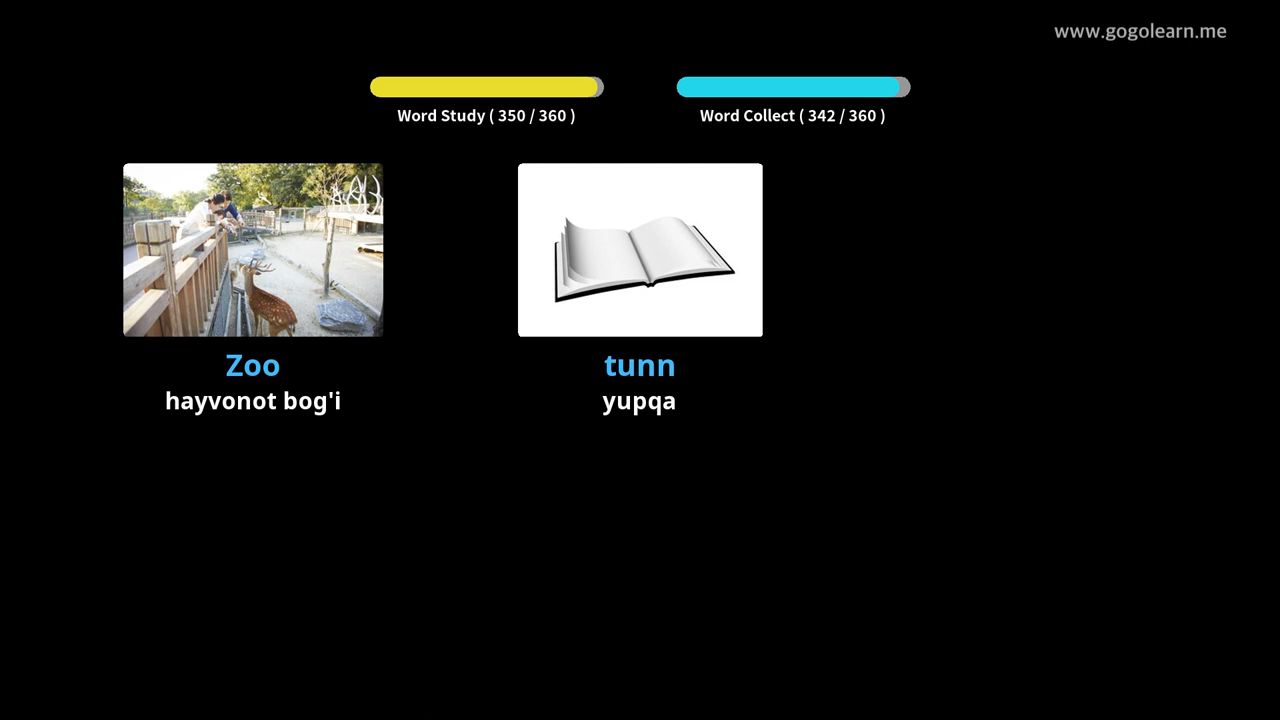 www.gogolearn.me
Word Study ( 350 / 360 )
Word Collect ( 342 / 360 )
Zoo
hayvonot bog'i
tunn
yupqa